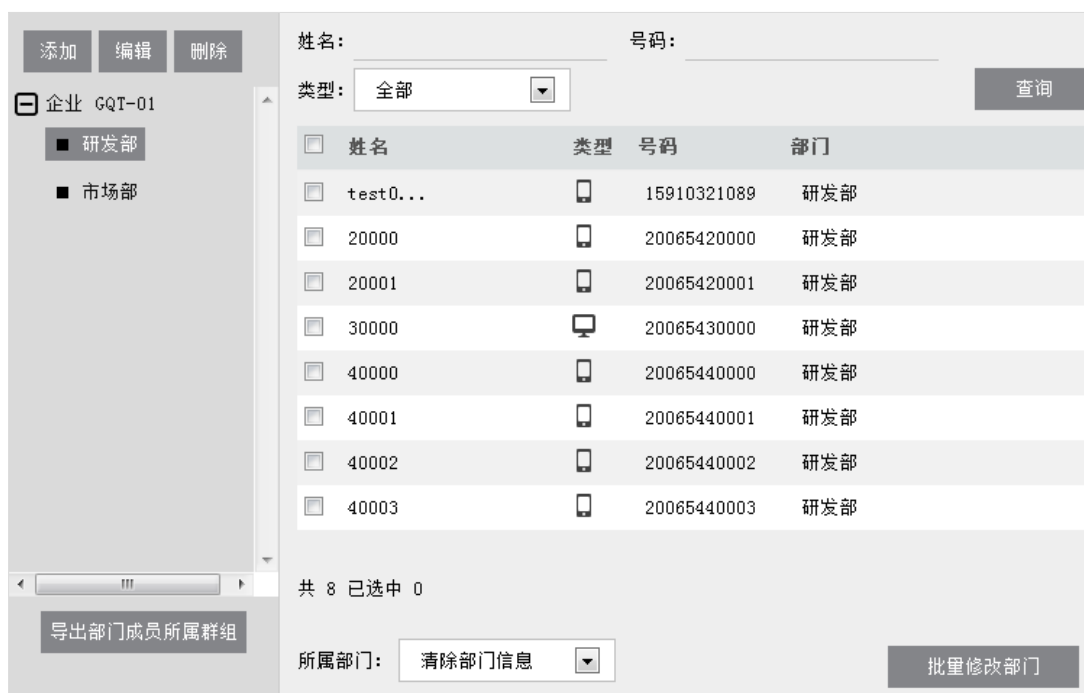 添加 编辑 删除
企业 GQT-01
研发部
市场部
导出部门成员所属群组
姓名: 号码:
类型: 全部 查询
姓名 类型 号码 部门
test0... 15910321089 研发部
20000 20065420000 研发部
20001 20065420001 研发部
30000 20065430000 研发部
40000 20065440000 研发部
40001 20065440001 研发部
40002 20065440002 研发部
40003 20065440003 研发部
共 8 已选中 0
所属部门: 清除部门信息 批量修改部门